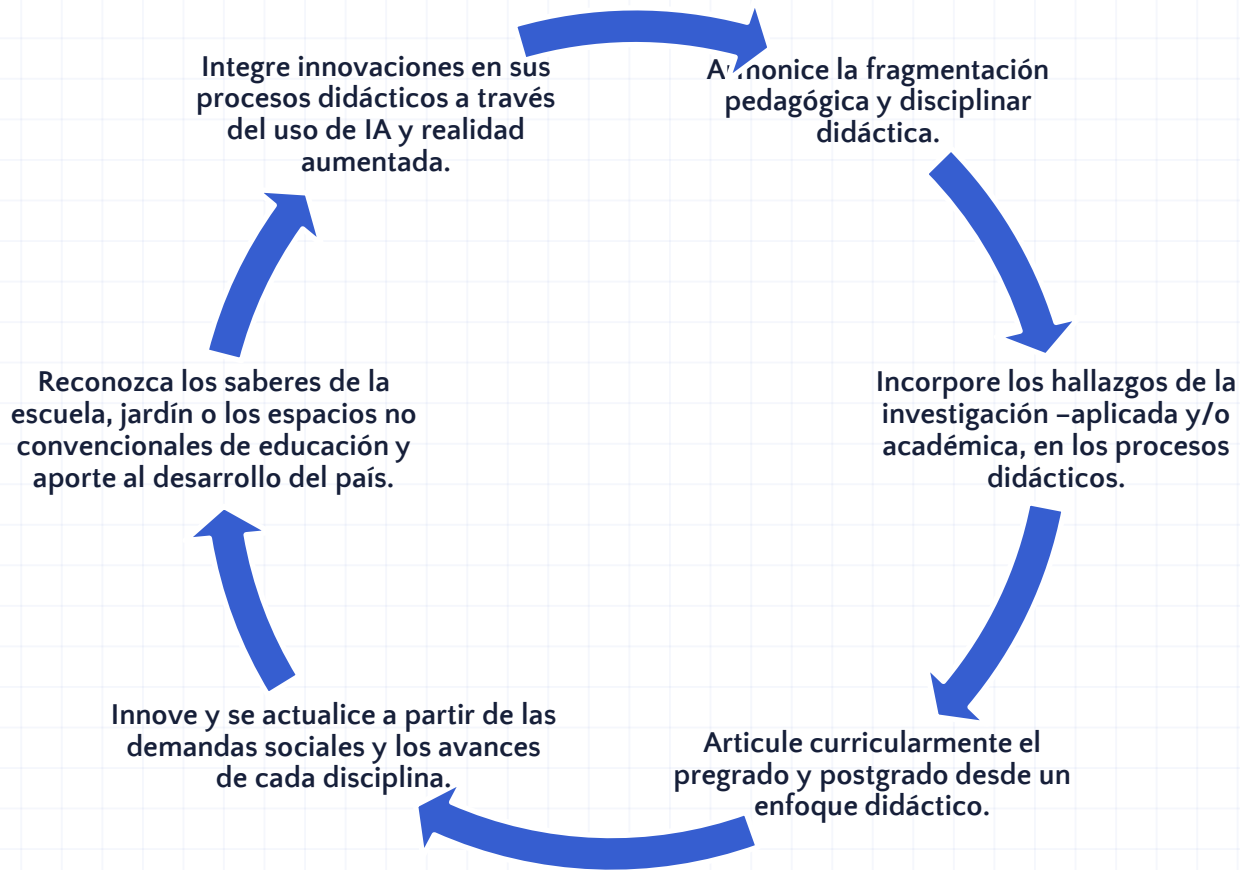 Integre innovaciones en sus
procesos didácticos a través
del uso de IA y realidad
aumentada.
Armonice la fragmentación
pedagógica y disciplinar
didáctica.
Incorpore los hallazgos de la
investigación –aplicada y/o
académica, en los procesos
didácticos.
Articule curricularmente el
pregrado y postgrado desde un
enfoque didáctico.
Innove y se actualice a partir de las
demandas sociales y los avances
de cada disciplina.
Reconozca los saberes de la
escuela, jardín o los espacios no
convencionales de educación y
aporte al desarrollo del país.